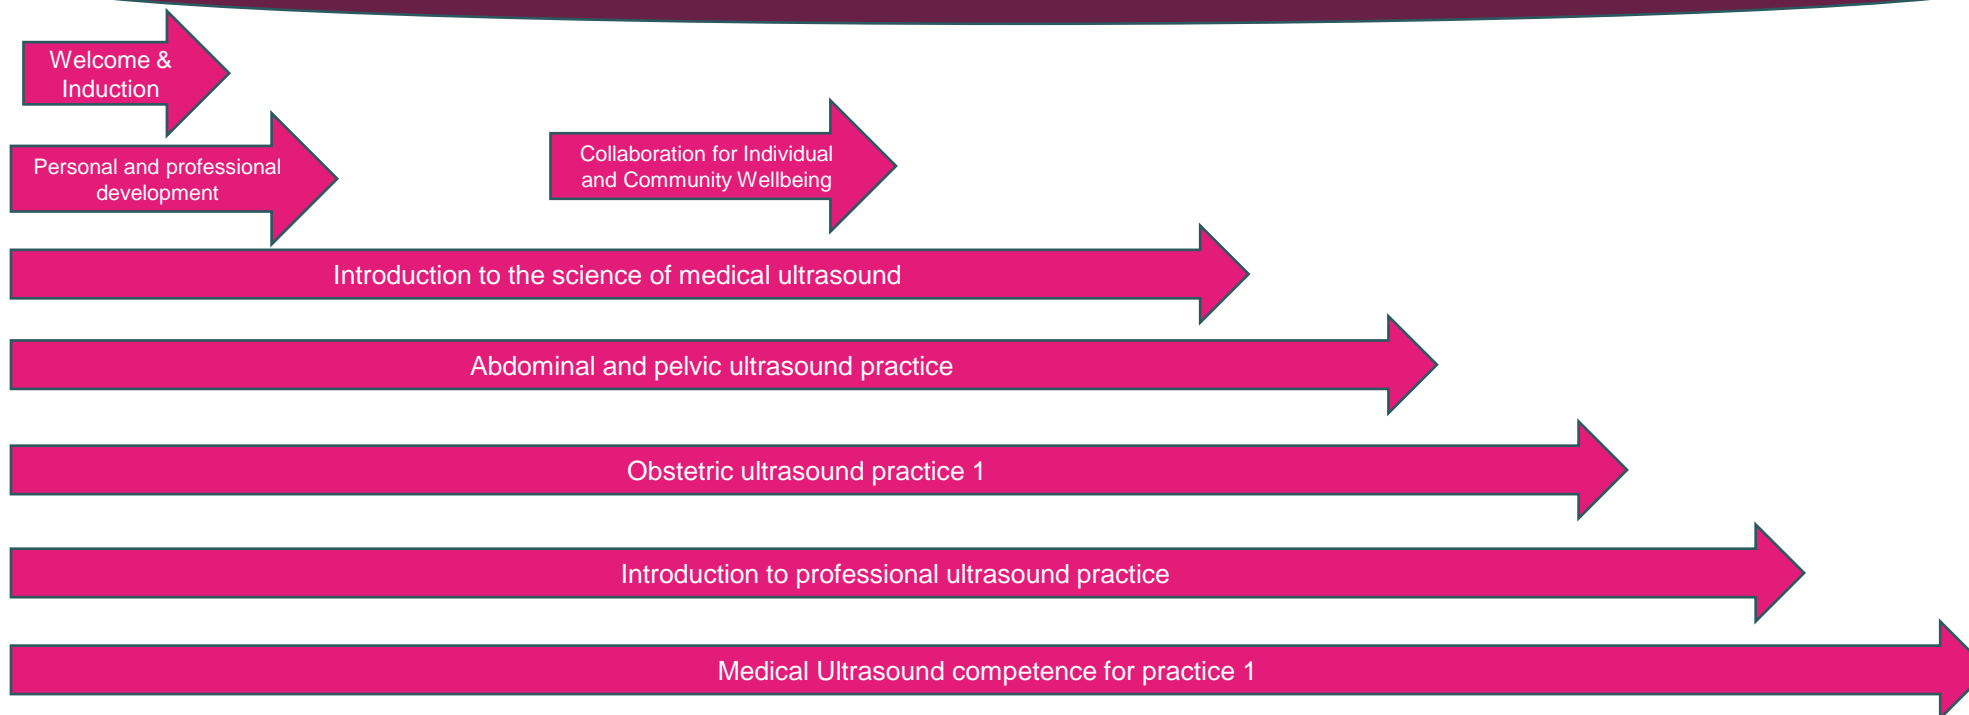 Welcome &
Induction
Personal and professional
development
Collaboration for Individual
and Community Wellbeing
Introduction to the science of medical ultrasound
Abdominal and pelvic ultrasound practice
Obstetric ultrasound practice 1
Introduction to professional ultrasound practice
Medical Ultrasound competence for practice 1